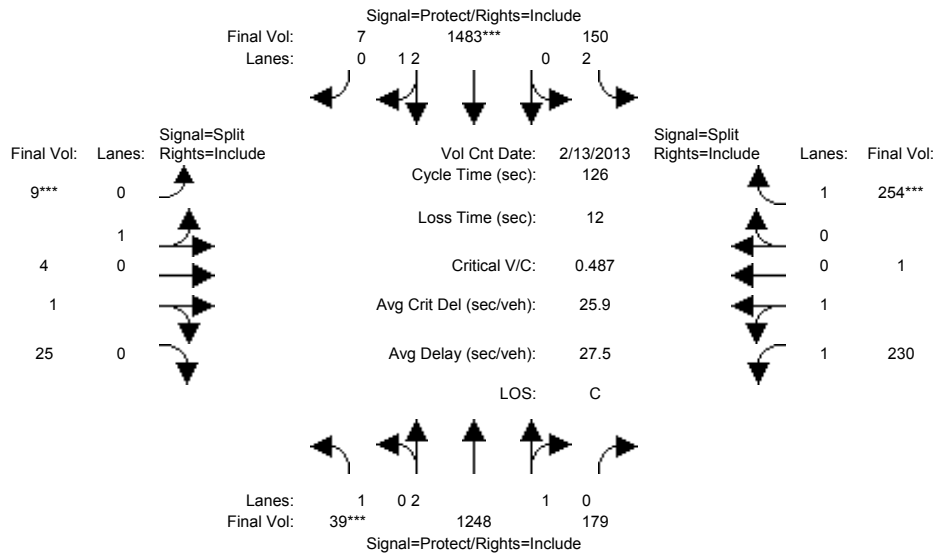 Signal=Protect/Rights=Include
Final Vol: 7 1483*** 150
Lanes: 0 1 2 0 2
Signal=Split
Final Vol: Lanes: Rights=Include
Vol Cnt Date: 2/13/2013
Signal=Split
Rights=Include Lanes: Final Vol:
Cycle Time (sec): 126
9*** 0
1 254***
Loss Time (sec): 12
1
0
4 0
Critical V/C: 0.487
0 1
1
Avg Crit Del (sec/veh): 25.9
1
25 0
Avg Delay (sec/veh): 27.5
1 230
LOS: C
Lanes: 1 0 2 1 0
Final Vol: 39*** 1248 179
Signal=Protect/Rights=Include